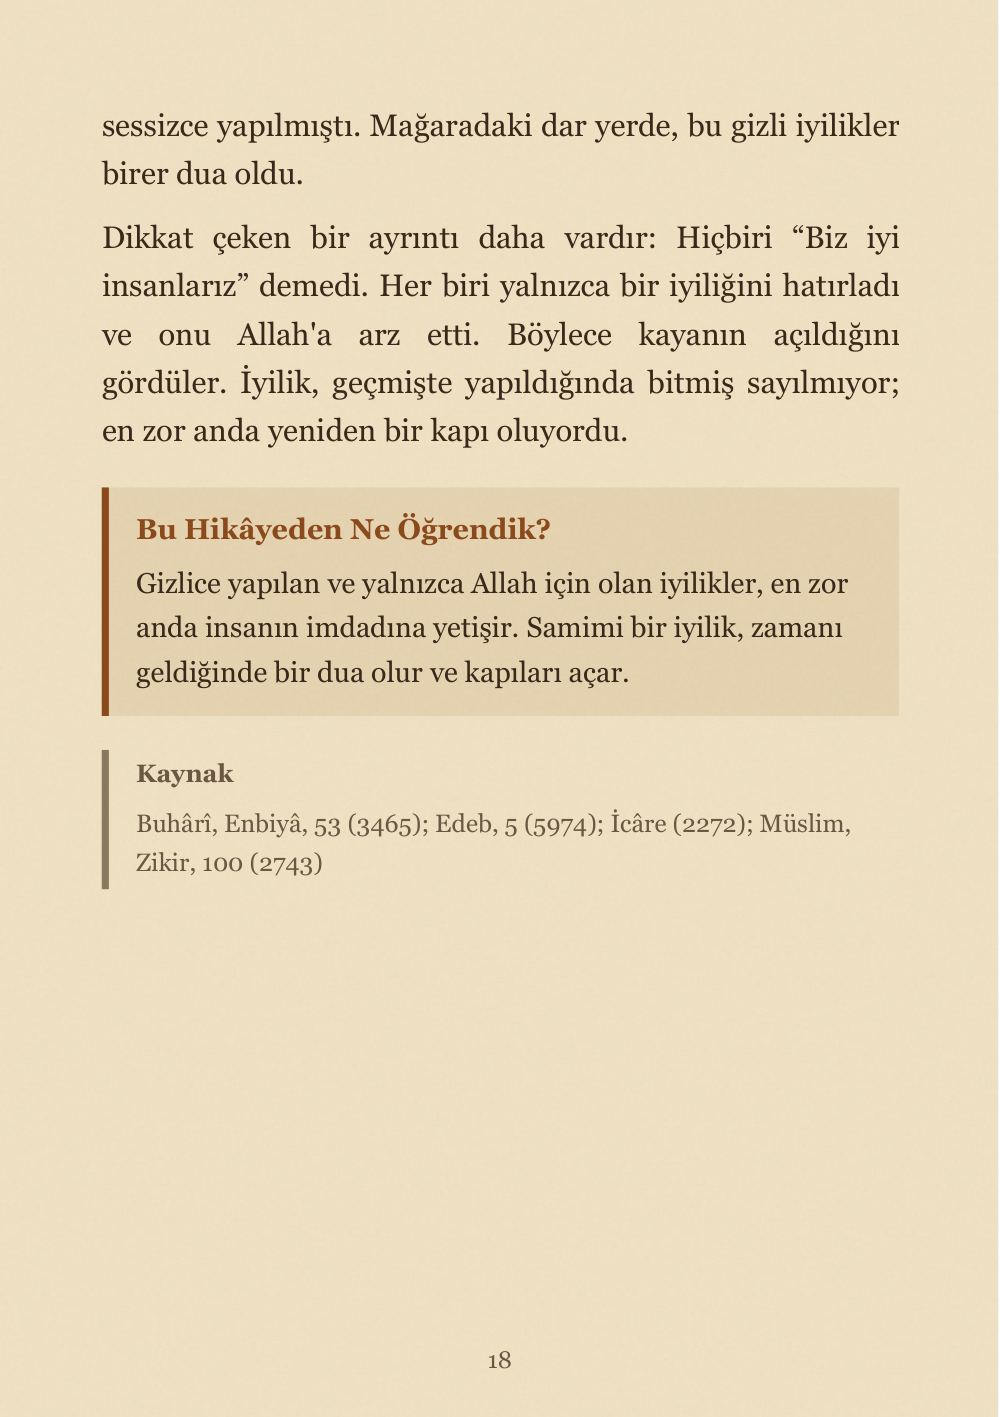 sessizce yapılmıştı. Mağaradaki dar yerde, bu gizli iyilikler
birer dua oldu.
Dikkat çeken bir ayrıntı daha vardır: Hiçbiri “Biz iyi
insanlarız” demedi. Her biri yalnızca bir iyiliğini hatırladı
ve onu Allah'a arz etti. Böylece kayanın açıldığını
gördüler. İyilik, geçmişte yapıldığında bitmiş sayılmıyor;
en zor anda yeniden bir kapı oluyordu.
Bu Hikâyeden Ne Öğrendik?
Gizlice yapılan ve yalnızca Allah için olan iyilikler, en zor
anda insanın imdadına yetişir. Samimi bir iyilik, zamanı
geldiğinde bir dua olur ve kapıları açar.
Kaynak
Buhârî, Enbiyâ, 53 (3465); Edeb, 5 (5974); İcâre (2272); Müslim,
Zikir, 100 (2743)
18